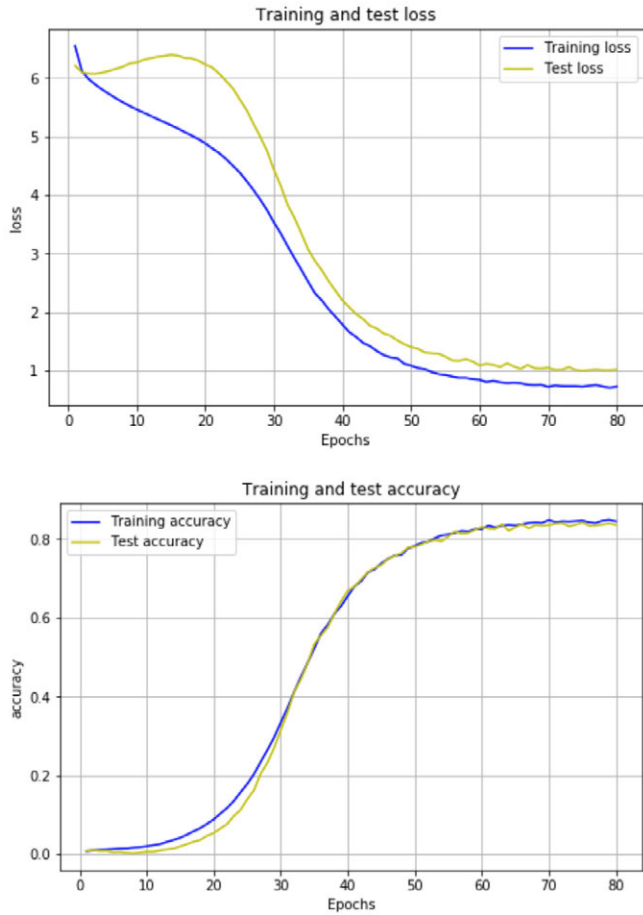 Training and test loss
Training loss
Test loss
6
5
4
3
2
1
loss
0 10 20 30 40 50 60 70 80
Epochs
Training and test accuracy
Training accuracy
Test accuracy
0.8
0.6
0.4
0.2
0.0
accuracy
0 10 20 30 40 50 60 70 80
Epochs